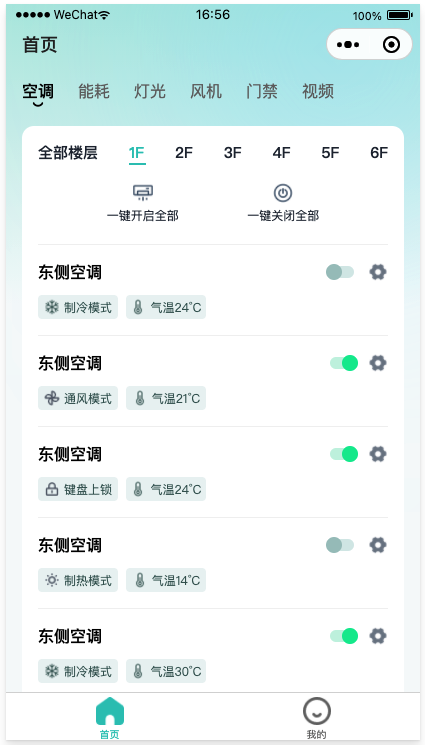 WeChat 16:56 100%
首页
空调 能耗 灯光 风机 门禁 视频
全部楼层 1F 2F 3F 4F 5F 6F
一键开启全部 一键关闭全部
东侧空调
制冷模式 气温24°C
东侧空调
通风模式 气温21°C
东侧空调
键盘上锁 气温24°C
东侧空调
制热模式 气温14°C
东侧空调
制冷模式 气温30°C
首页 我的